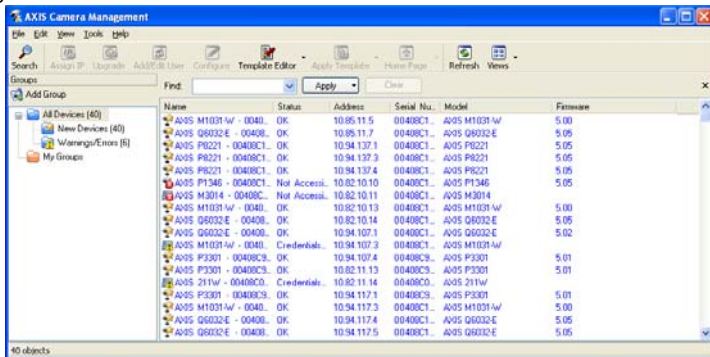 AXIS Camera Management
File Edit View Tools Help
Search Assign IP Upgrade Add/Edit User Configure Template Editor Apply Template Home Page Refresh Views
Groups
Find: Apply Clear x
Add Group
All Devices (40)
New Devices (40)
Warnings/Errors (6)
My Groups
Name Status Address Serial Nu... Model Firmware
AXIS M1031-W - 0040... OK 10.85.11.5 00408C1... AXIS M1031-W 5.00
AXIS Q6032-E - 00408... OK 10.85.11.7 00408C1... AXIS Q6032-E 5.05
AXIS P8221 - 00408C1... OK 10.94.137.1 00408C1... AXIS P8221 5.05
AXIS P8221 - 00408C1... OK 10.94.137.3 00408C1... AXIS P8221 5.05
AXIS P8221 - 00408C1... OK 10.94.137.4 00408C1... AXIS P8221 5.05
AXIS P1346 - 00408C1... Not Accessi... 10.82.10.10 00408C1... AXIS P1346 5.05
AXIS M3014 - 00408C... Not Accessi... 10.82.10.11 00408C1... AXIS M3014
AXIS M1031-W - 0040... OK 10.82.10.13 00408C1... AXIS M1031-W 5.00
AXIS Q6032-E - 00408... OK 10.82.10.14 00408C1... AXIS Q6032-E 5.05
AXIS Q6032-E - 00408... OK 10.94.107.1 00408C1... AXIS Q6032-E 5.02
AXIS M1031-W - 0040... Credentials... 10.94.107.3 00408C1... AXIS M1031-W
AXIS P3301 - 00408C9... OK 10.94.107.4 00408C9... AXIS P3301 5.01
AXIS P3301 - 00408C9... OK 10.82.11.13 00408C9... AXIS P3301 5.01
AXIS 211W - 00408C0... Credentials... 10.82.11.14 00408C0... AXIS 211W
AXIS P3301 - 00408C9... OK 10.94.117.1 00408C9... AXIS P3301 5.01
AXIS M1031-W - 0040... OK 10.94.117.3 00408C1... AXIS M1031-W 5.00
AXIS Q6032-E - 00408... OK 10.94.117.4 00408C1... AXIS Q6032-E 5.05
AXIS Q6032-E - 00408... OK 10.94.117.5 00408C1... AXIS Q6032-E 5.05
40 objects